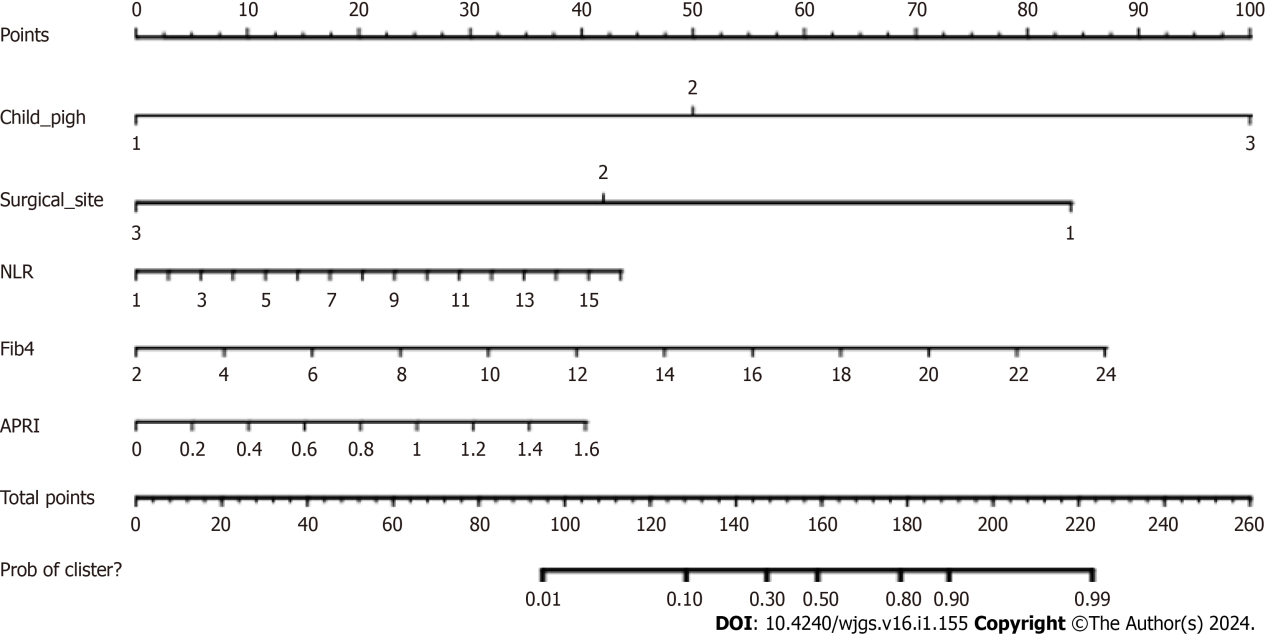 0 10 20 30 40 50 60 70 80 90 100
Points
2
Child_pigh
1 3
2
Surgical_site
3 1
NLR
1 3 5 7 9 11 13 15
Fib4
2 4 6 8 10 12 14 16 18 20 22 24
APRI
0 0.2 0.4 0.6 0.8 1 1.2 1.4 1.6
Total points
0 20 40 60 80 100 120 140 160 180 200 220 240 260
Prob of clister?
0.01 0.10 0.30 0.50 0.80 0.90 0.99
DOI: 10.4240/wjgs.v16.i1.155 Copyright ©The Author(s) 2024.